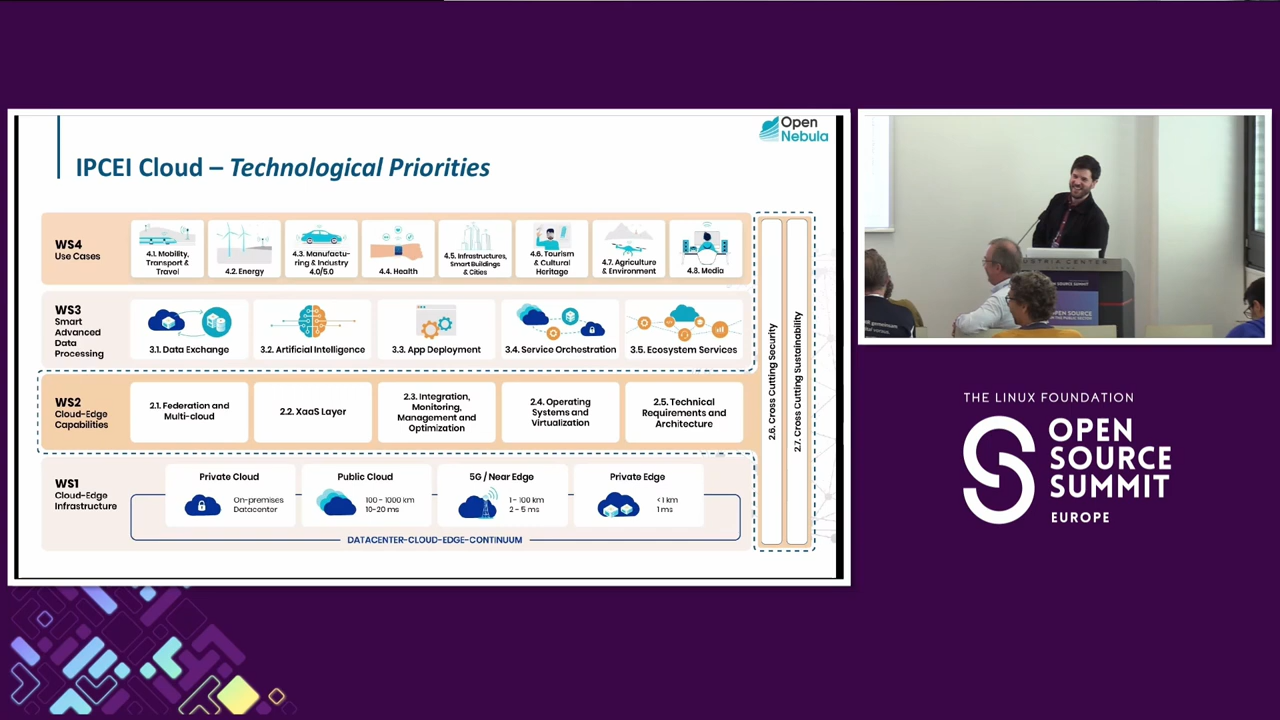 Open
Nebula
IPCEI Cloud – Technological Priorities
WS4
Use Cases
4.1. Mobility,
Transport &
Travel
4.2. Energy
4.3. Manufactu-
ring & Industry
4.0/5.0
4.4. Health
4.5. Infrastructures,
Smart Buildings
& Cities
4.6. Tourism
& Cultural
Heritage
4.7. Agriculture
& Environment
4.8. Media
WS3
Smart
Advanced
Data
Processing
3.1. Data Exchange
3.2. Artificial Intelligence
3.3. App Deployment
3.4. Service Orchestration
3.5. Ecosystem Services
WS2
Cloud-Edge
Capabilities
2.1. Federation and
Multi-cloud
2.2. XaaS Layer
2.3. Integration,
Monitoring,
Management and
Optimization
2.4. Operating
Systems and
Virtualization
2.5. Technical
Requirements and
Architecture
WS1
Cloud-Edge
Infrastructure
Private Cloud
On-premises
Datacenter
Public Cloud
100 - 1000 km
10-20 ms
5G / Near Edge
1 - 100 km
2 - 5 ms
Private Edge
<1 km
1 ms
DATACENTER-CLOUD-EDGE-CONTINUUM
2.6. Cross Cutting Security
2.7. Cross Cutting Sustainability
USTRIA CENTER
OPEN SOURCE
THE LINUX FOUNDATION
OPEN
SOURCE
SUMMIT
EUROPE